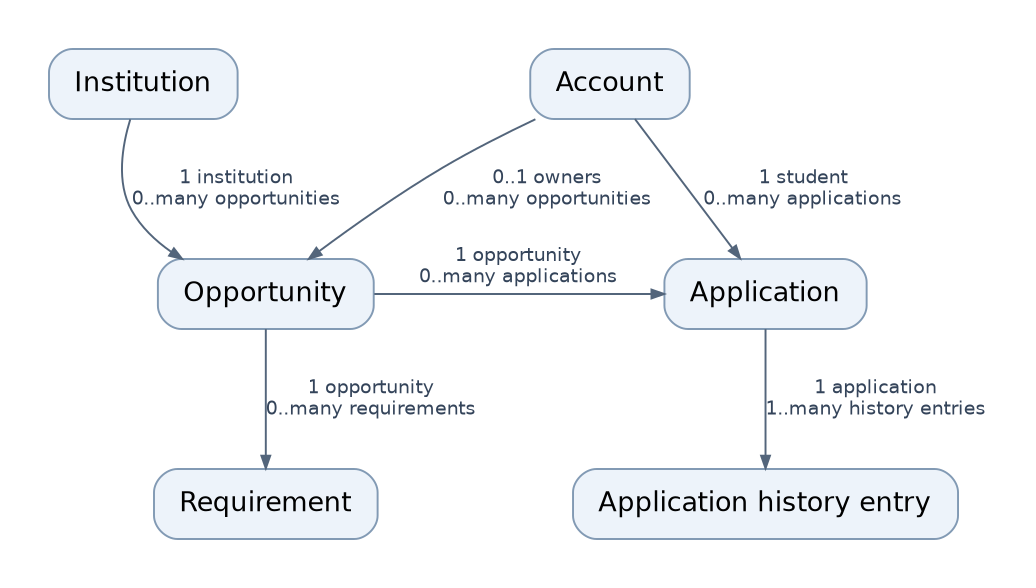 Institution
Account
1 institution
0..many opportunities
0..1 owners
0..many opportunities
1 student
0..many applications
1 opportunity
0..many applications
Opportunity
Application
1 opportunity
0..many requirements
1 application
1..many history entries
Requirement
Application history entry